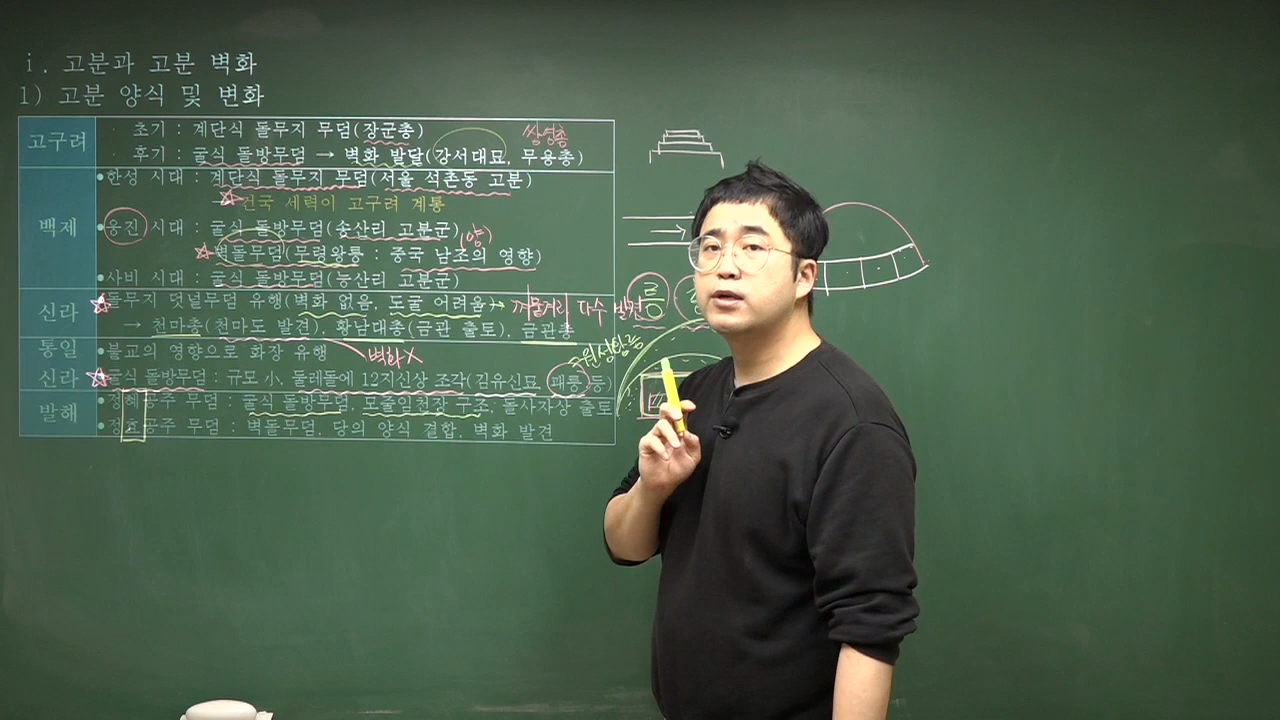 i. 고분과 고분 벽화
1) 고분 양식 및 변화
고구려
· 초기 : 계단식 돌무지 무덤(장군총)
쌍영총
· 후기 : 굴식 돌방무덤 → 벽화 발달(강서대묘, 무용총)
백제
•한성 시대 : 계단식 돌무지 무덤(서울 석촌동 고분)
건국 세력이 고구려 계통
•웅진 시대 : 굴식 돌방무덤(송산리 고분군)
(양)
벽돌무덤(무령왕릉 : 중국 남조의 영향)
•사비 시대 : 굴식 돌방무덤(능산리 고분군)
신라
돌무지 덧널무덤 유행(벽화 없음, 도굴 어려움)→ 껴묻거리 다수 발견
→ 천마총(천마도 발견), 황남대총(금관 출토), 금관총
릉
통일 신라
•불교의 영향으로 화장 유행
벽화X
굴식 돌방무덤 : 규모 小, 둘레돌에 12지신상 조각(김유신묘 괘릉 등)
발해
•정혜공주 무덤 : 굴식 돌방무덤, 모줄임천장 구조, 돌사자상 출토
•정효공주 무덤 : 벽돌무덤, 당의 양식 결합, 벽화 발견